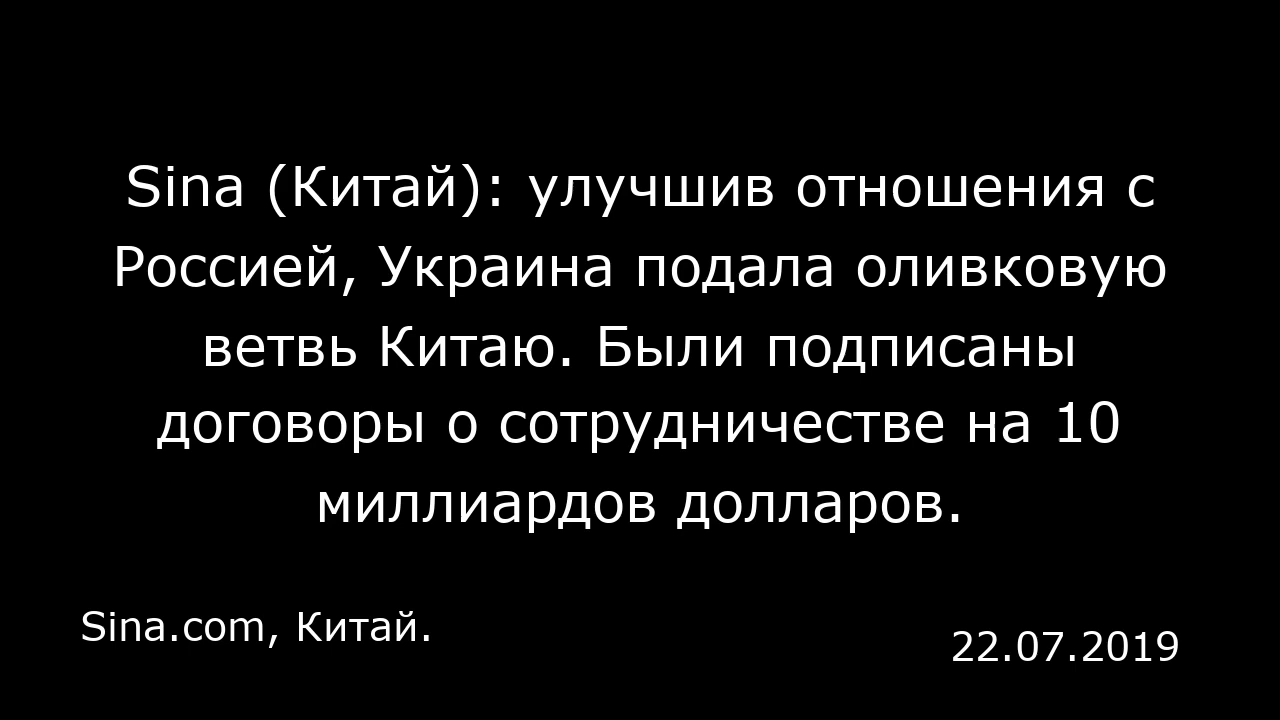 Sina (Китай): улучшив отношения с
Россией, Украина подала оливковую
ветвь Китаю. Были подписаны
договоры о сотрудничестве на 10
миллиардов долларов.
Sina.com, Китай.
22.07.2019